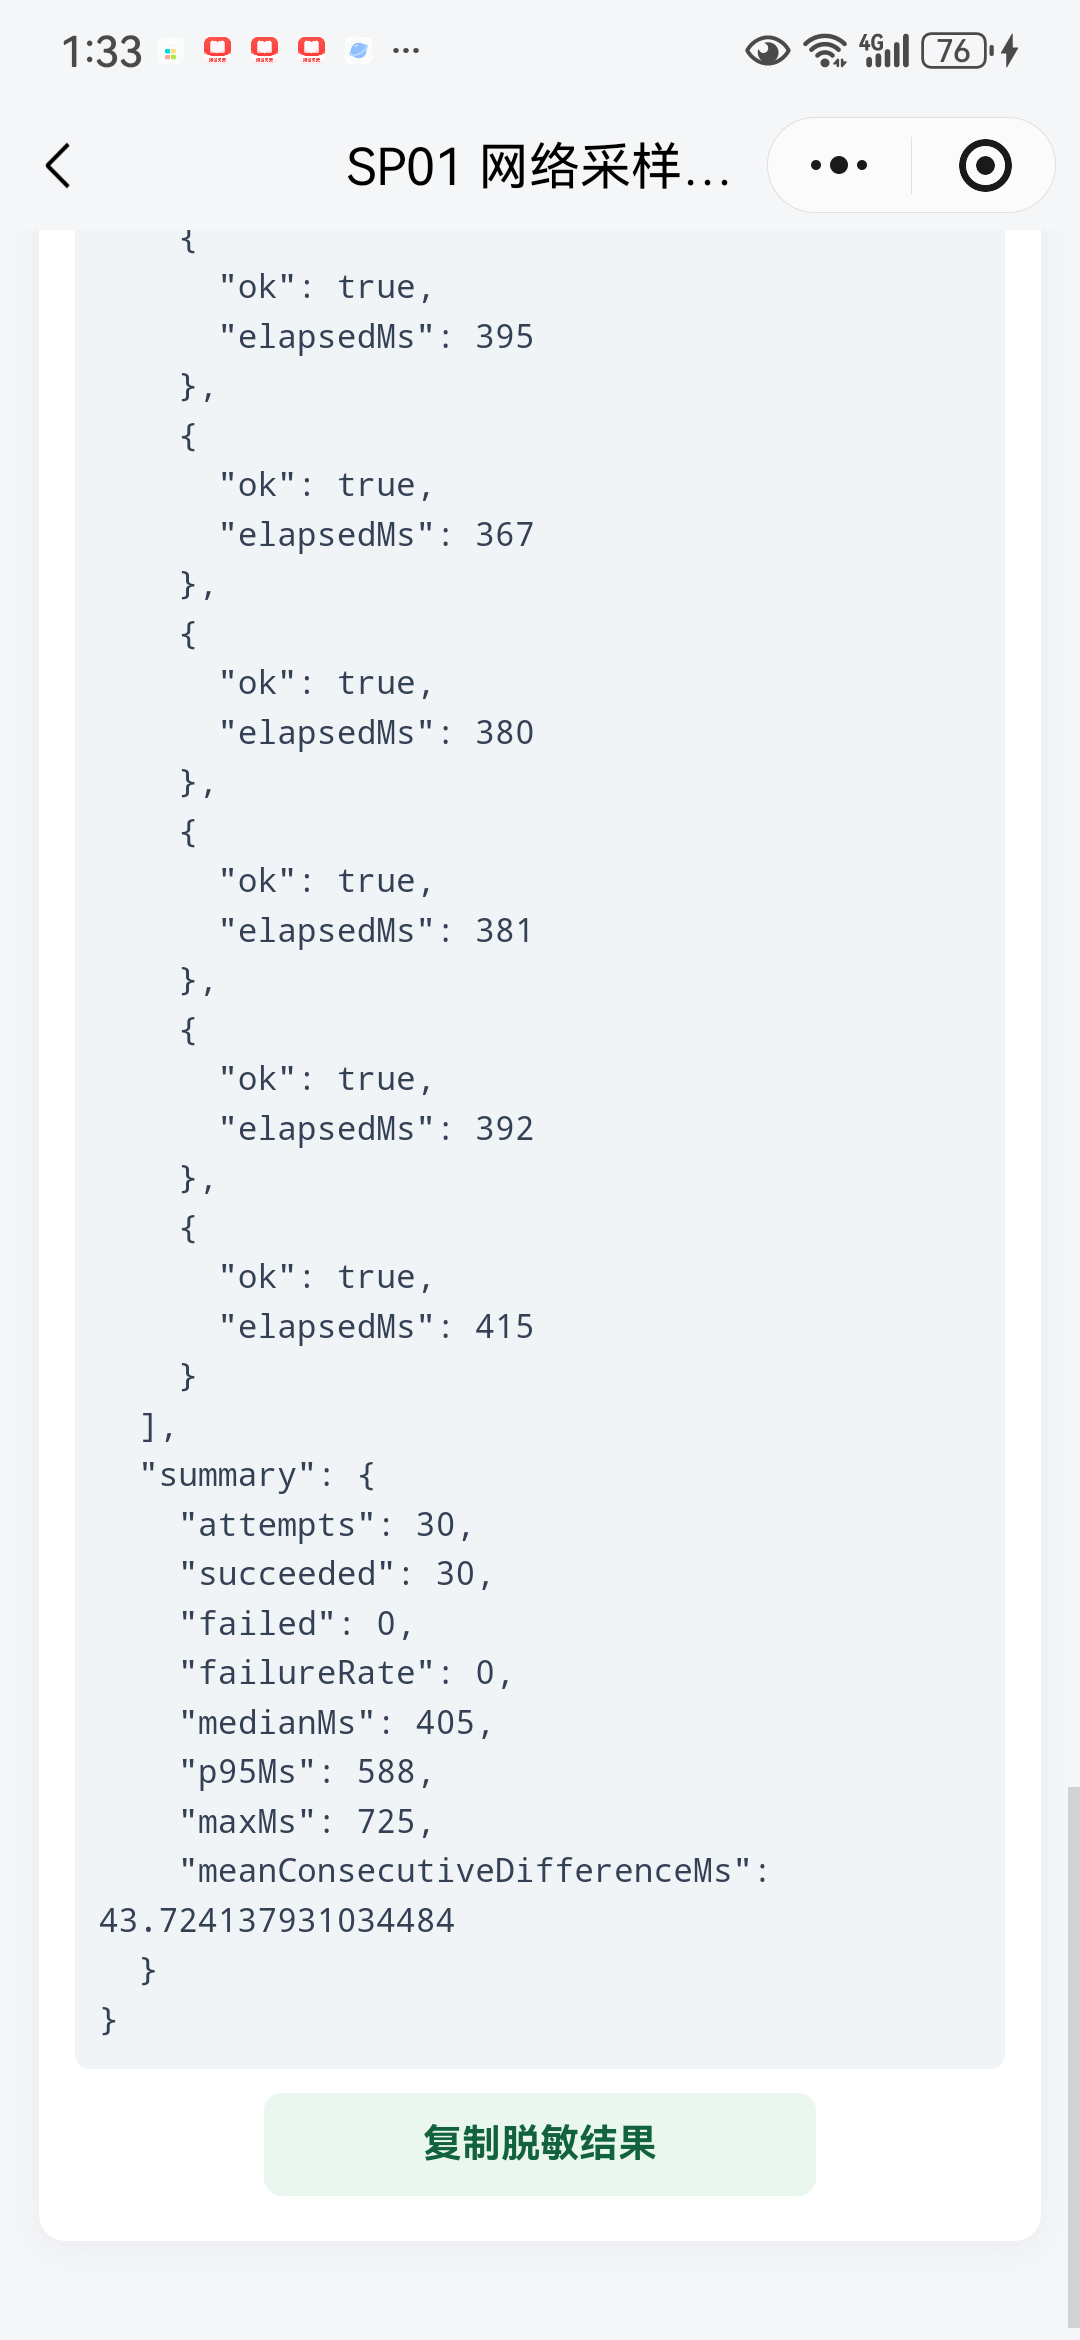 1:33
4G
76
SP01 网络采样...
{
"ok": true,
"elapsedMs": 395
},
{
"ok": true,
"elapsedMs": 367
},
{
"ok": true,
"elapsedMs": 380
},
{
"ok": true,
"elapsedMs": 381
},
{
"ok": true,
"elapsedMs": 392
},
{
"ok": true,
"elapsedMs": 415
}
],
"summary": {
"attempts": 30,
"succeeded": 30,
"failed": 0,
"failureRate": 0,
"medianMs": 405,
"p95Ms": 588,
"maxMs": 725,
"meanConsecutiveDifferenceMs":
43.724137931034484
}
}
复制脱敏结果